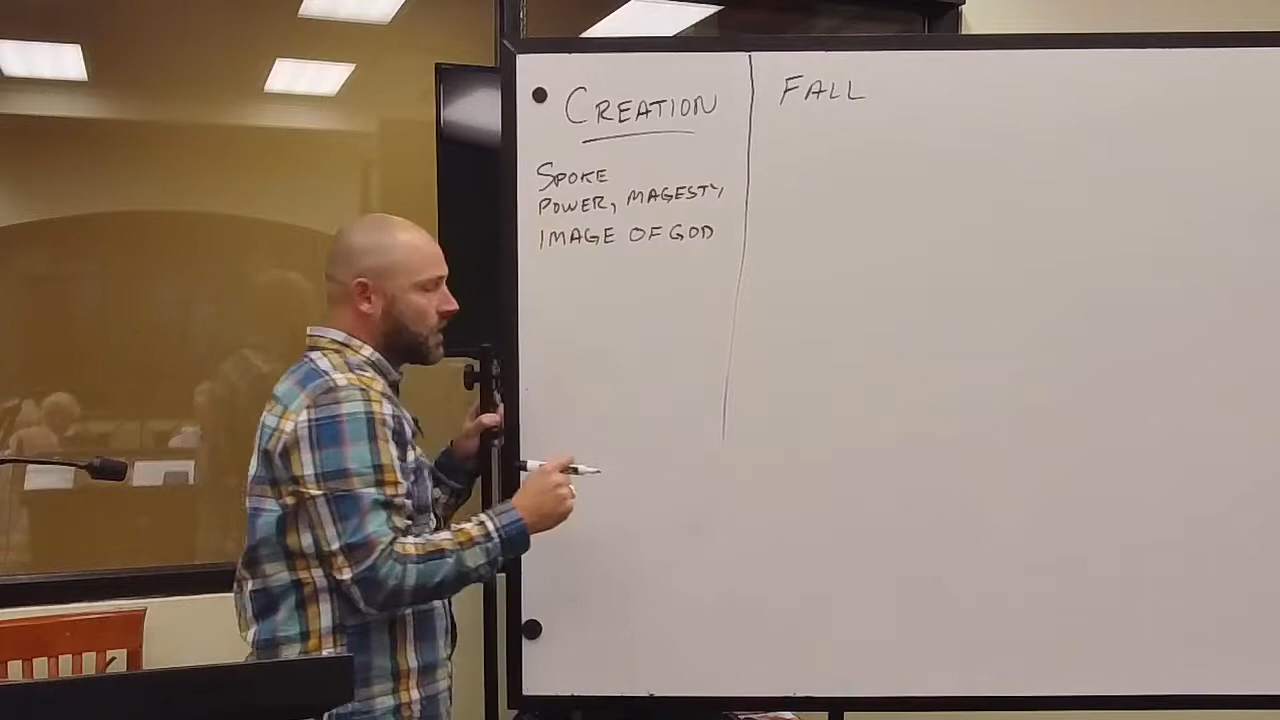 CREATION
FALL
SPOKE
POWER, MAGESTY,
IMAGE OF GOD